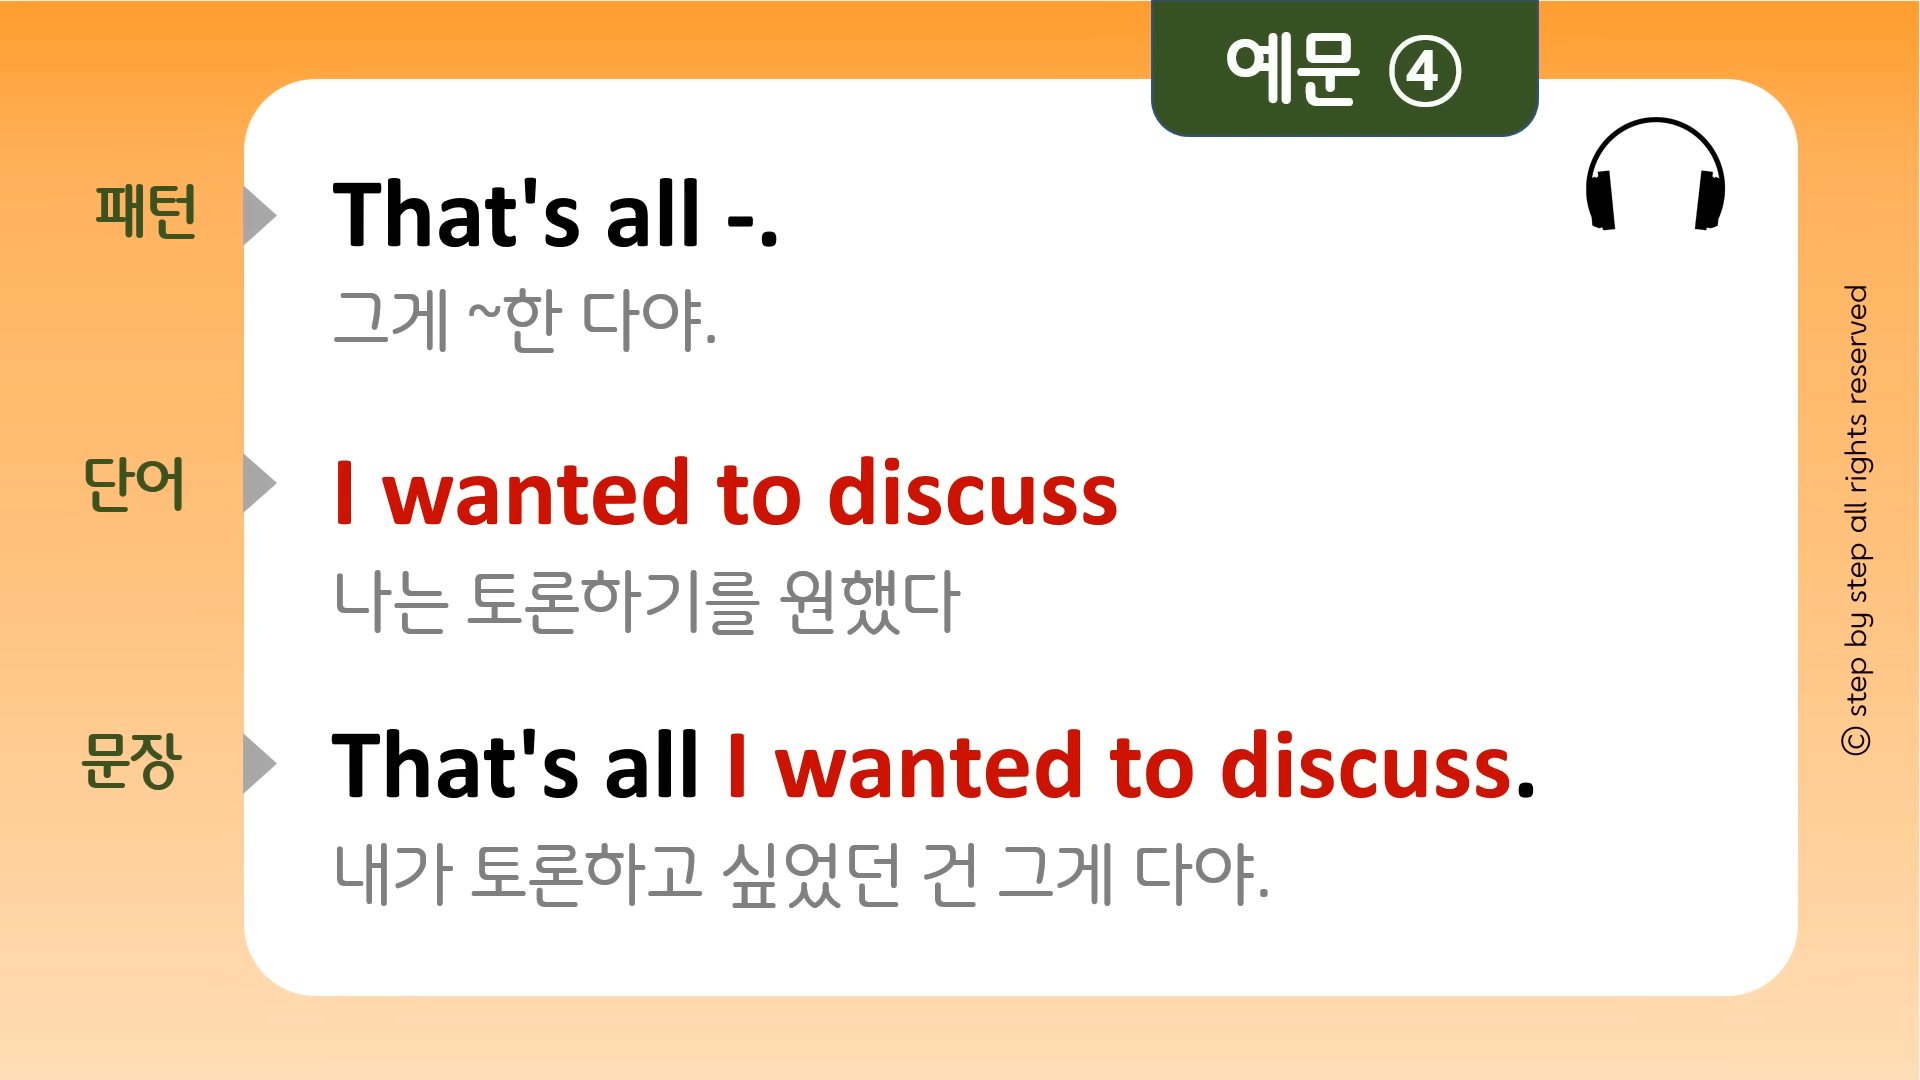 예문 ④
패턴
That's all -.
그게 ~한 다야.
단어
I wanted to discuss
나는 토론하기를 원했다
문장
That's all I wanted to discuss.
내가 토론하고 싶었던 건 그게 다야.
© step by step all rights reserved